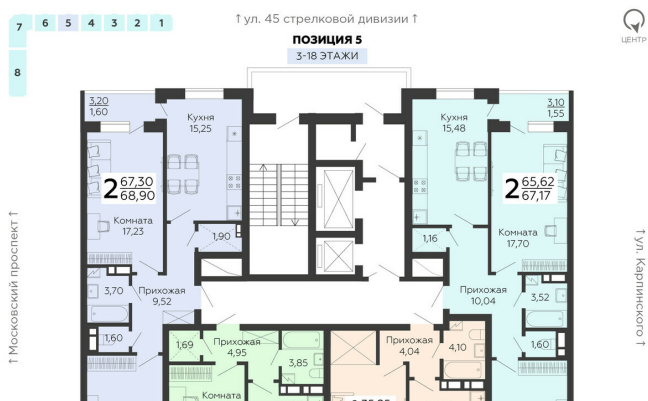 ↑ ул. 45 стрелковой дивизии ↑
ПОЗИЦИЯ 5
3-18 ЭТАЖИ
7 6 5 4 3 2 1
8
ЦЕНТР
↑ Московский проспект ↑
↑ ул. Карпинского ↑
3,20
1,60
Кухня
15,25
2 67,30
68,90
Комната
17,23
1,90
3,70
Прихожая
9,52
1,60
Кухня
15,48
3,10
1,55
2 65,62
67,17
Комната
17,70
1,16
Прихожая
10,04
3,52
1,60
1,69
Прихожая
4,95
3,85
Комната
Прихожая
4,04
4,10